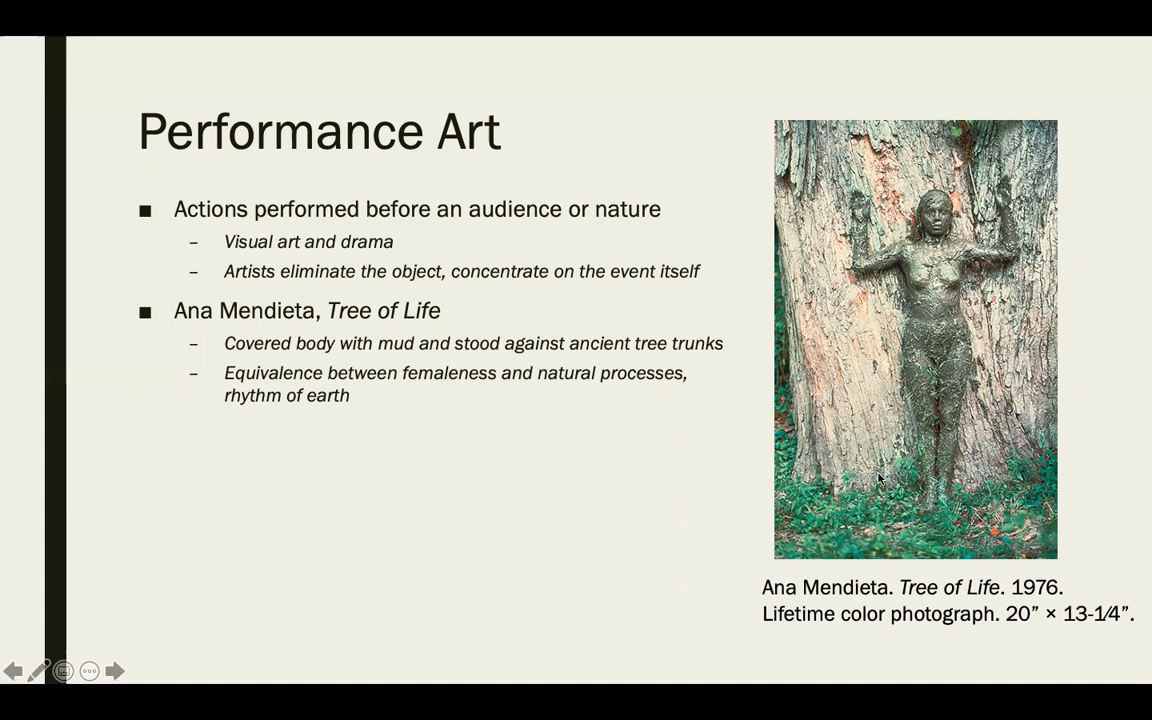 Performance Art
■ Actions performed before an audience or nature
– Visual art and drama
– Artists eliminate the object, concentrate on the event itself
■ Ana Mendieta, Tree of Life
– Covered body with mud and stood against ancient tree trunks
– Equivalence between femaleness and natural processes,
rhythm of earth
Ana Mendieta. Tree of Life. 1976.
Lifetime color photograph. 20” × 13-1⁄4”.